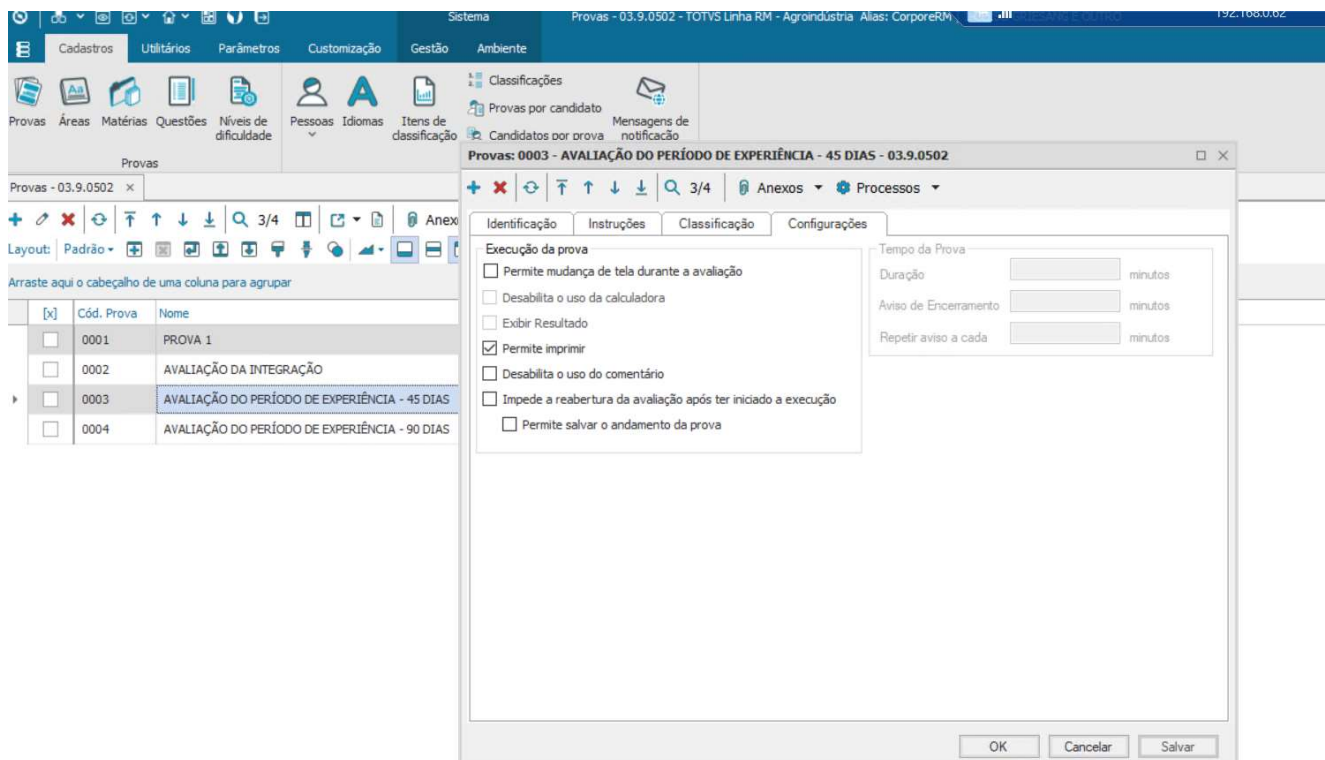 Sistema Provas - 03.9.0502 - TOTVS Linha RM - Agroindústria Alias: CorporeRM 192.168.0.62
Cadastros Utilitários Parâmetros Customização Gestão Ambiente
Provas Áreas Matérias Questões Níveis de dificuldade
Pessoas Idiomas Itens de classificação
Classificações
Provas por candidato
Candidatos por prova
Mensagens de notificação
Provas
Provas - 03.9.0502
3/4 Anex
Layout: Padrão
Arraste aqui o cabeçalho de uma coluna para agrupar
[x] Cód. Prova Nome
0001 PROVA 1
0002 AVALIAÇÃO DA INTEGRAÇÃO
0003 AVALIAÇÃO DO PERÍODO DE EXPERIÊNCIA - 45 DIAS
0004 AVALIAÇÃO DO PERÍODO DE EXPERIÊNCIA - 90 DIAS
Provas: 0003 - AVALIAÇÃO DO PERÍODO DE EXPERIÊNCIA - 45 DIAS - 03.9.0502
3/4 Anexos Processos
Identificação Instruções Classificação Configurações
Execução da prova
Permite mudança de tela durante a avaliação
Desabilita o uso da calculadora
Exibir Resultado
Permite imprimir
Desabilita o uso do comentário
Impede a reabertura da avaliação após ter iniciado a execução
Permite salvar o andamento da prova
Tempo da Prova
Duração minutos
Aviso de Encerramento minutos
Repetir aviso a cada minutos
OK Cancelar Salvar